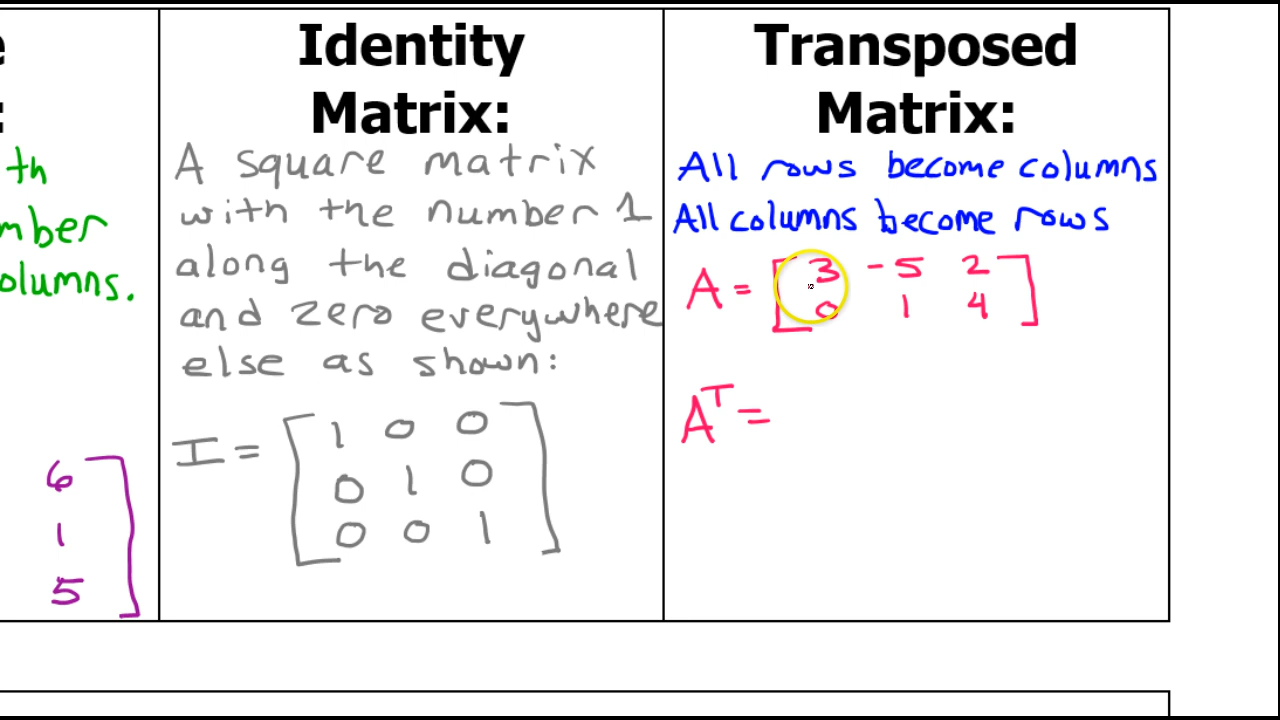 e
:
th
mber
olumns.
6
1
5
Identity
Matrix:
A square matrix
with the number 1
along the diagonal
and zero everywhere
else as shown:
I = [ 1 0 0
0 1 0
0 0 1 ]
Transposed
Matrix:
All rows become columns
All columns become rows
A = [ 3 -5 2
0 1 4 ]
Aᵀ =